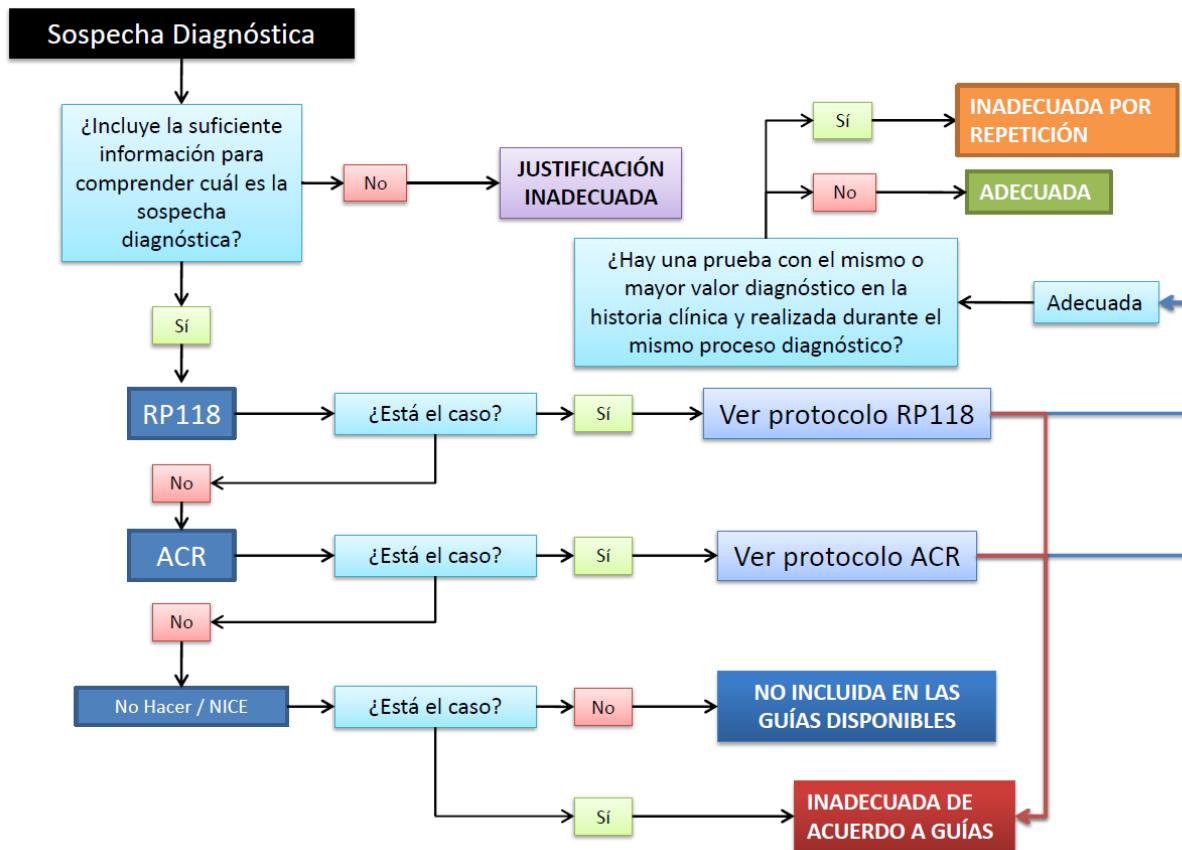 Sospecha Diagnóstica
¿Incluye la suficiente
información para
comprender cuál es la
sospecha
diagnóstica?
No
JUSTIFICACIÓN
INADECUADA
Sí
INADECUADA POR
REPETICIÓN
No
ADECUADA
¿Hay una prueba con el mismo o
mayor valor diagnóstico en la
historia clínica y realizada durante el
mismo proceso diagnóstico?
Adecuada
Sí
RP118
¿Está el caso?
Sí
Ver protocolo RP118
No
ACR
¿Está el caso?
Sí
Ver protocolo ACR
No
No Hacer / NICE
¿Está el caso?
No
NO INCLUIDA EN LAS
GUÍAS DISPONIBLES
Sí
INADECUADA DE
ACUERDO A GUÍAS